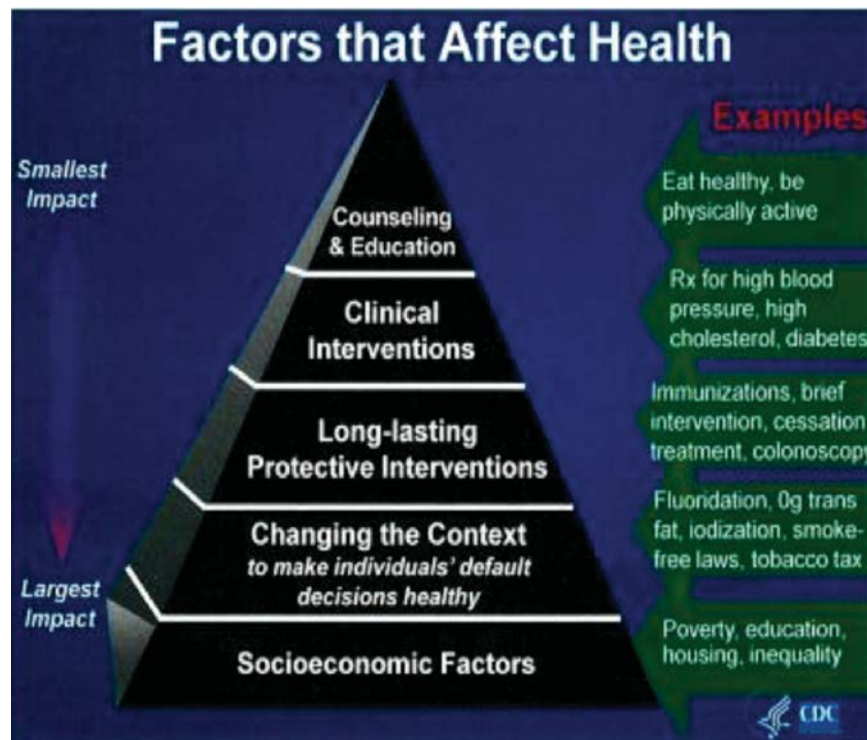 Factors that Affect Health
Examples
Smallest
Impact
Counseling
& Education
Eat healthy, be
physically active
Clinical
Interventions
Rx for high blood
pressure, high
cholesterol, diabetes
Long-lasting
Protective Interventions
Immunizations, brief
intervention, cessation
treatment, colonoscopy
Changing the Context
to make individuals' default
decisions healthy
Fluoridation, 0g trans
fat, iodization, smoke-
free laws, tobacco tax
Largest
Impact
Socioeconomic Factors
Poverty, education,
housing, inequality
CDC